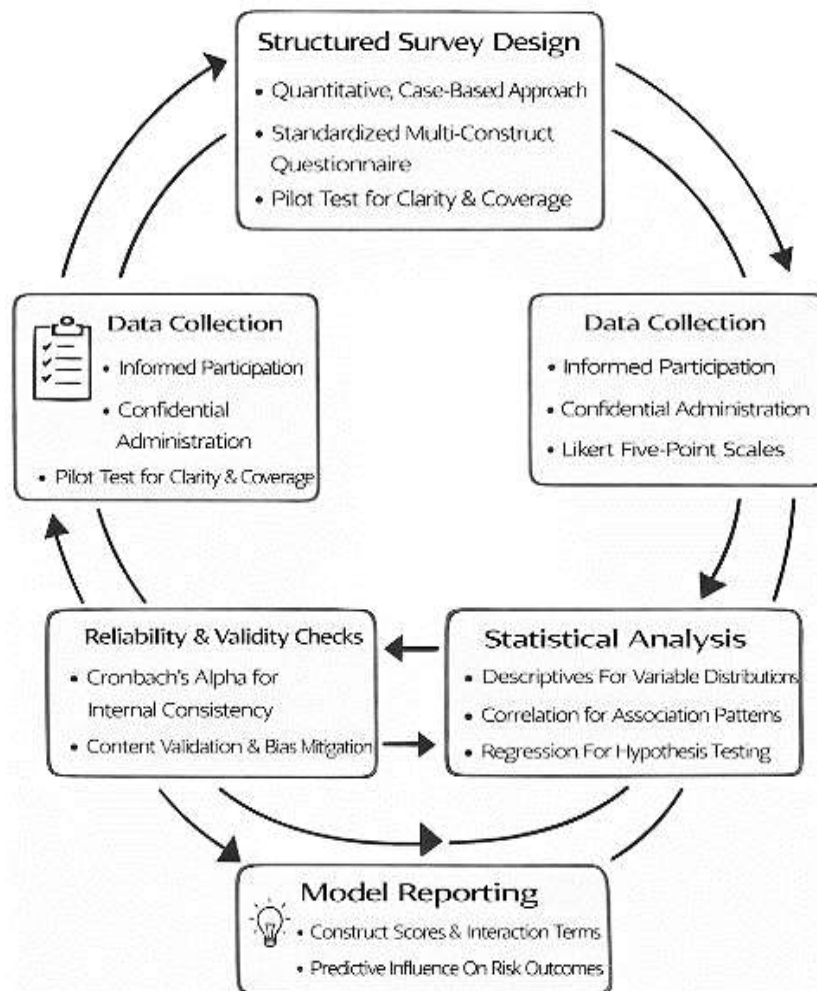 Structured Survey Design
• Quantitative, Case-Based Approach
• Standardized Multi-Construct
Questionnaire
• Pilot Test for Clarity & Coverage
Data Collection
• Informed Participation
• Confidential
Administration
• Pilot Test for Clarity & Coverage
Data Collection
• Informed Participation
• Confidential Administration
• Likert Five-Point Scales
Reliability & Validity Checks
• Cronbach's Alpha for
Internal Consistency
• Content Validation & Bias Mitigation
Statistical Analysis
• Descriptives For Variable Distributions
• Correlation for Association Patterns
• Regression For Hypothesis Testing
Model Reporting
• Construct Scores & Interaction Terms
• Predictive Influence On Risk Outcomes